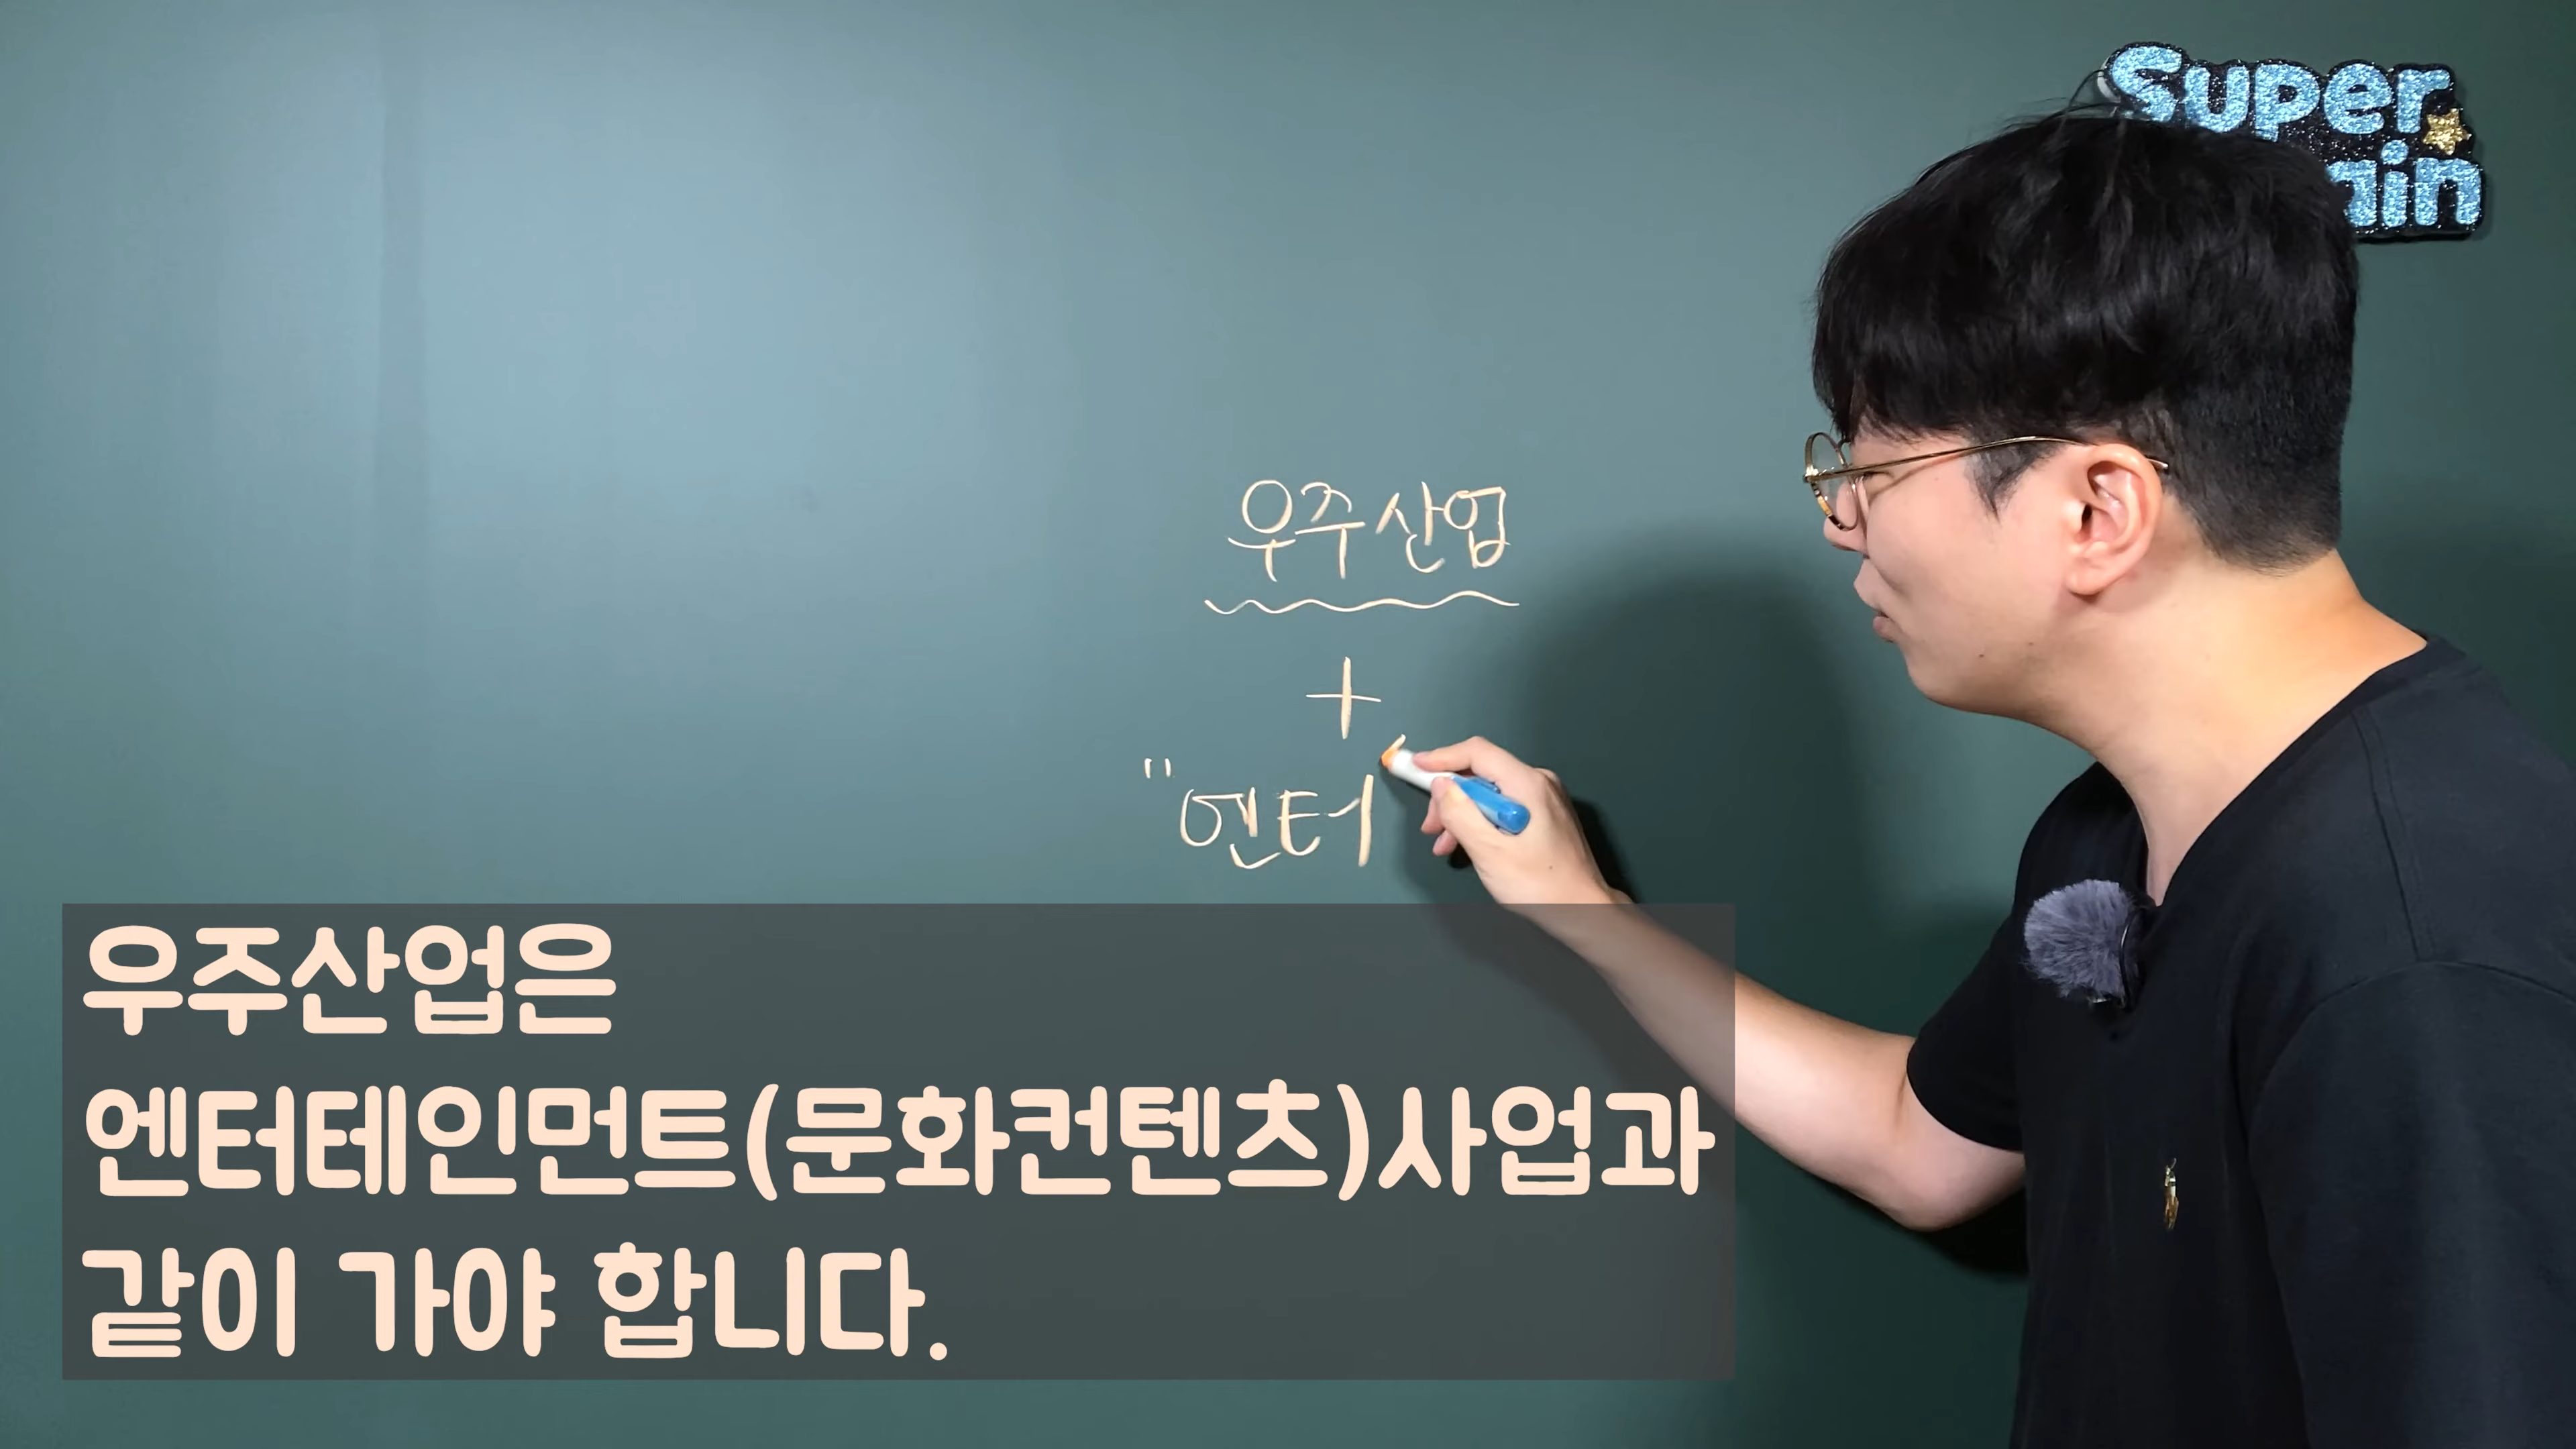 Super
ain
우주산업
+
"엔터
우주산업은
엔터테인먼트(문화컨텐츠)사업과
같이 가야 합니다.